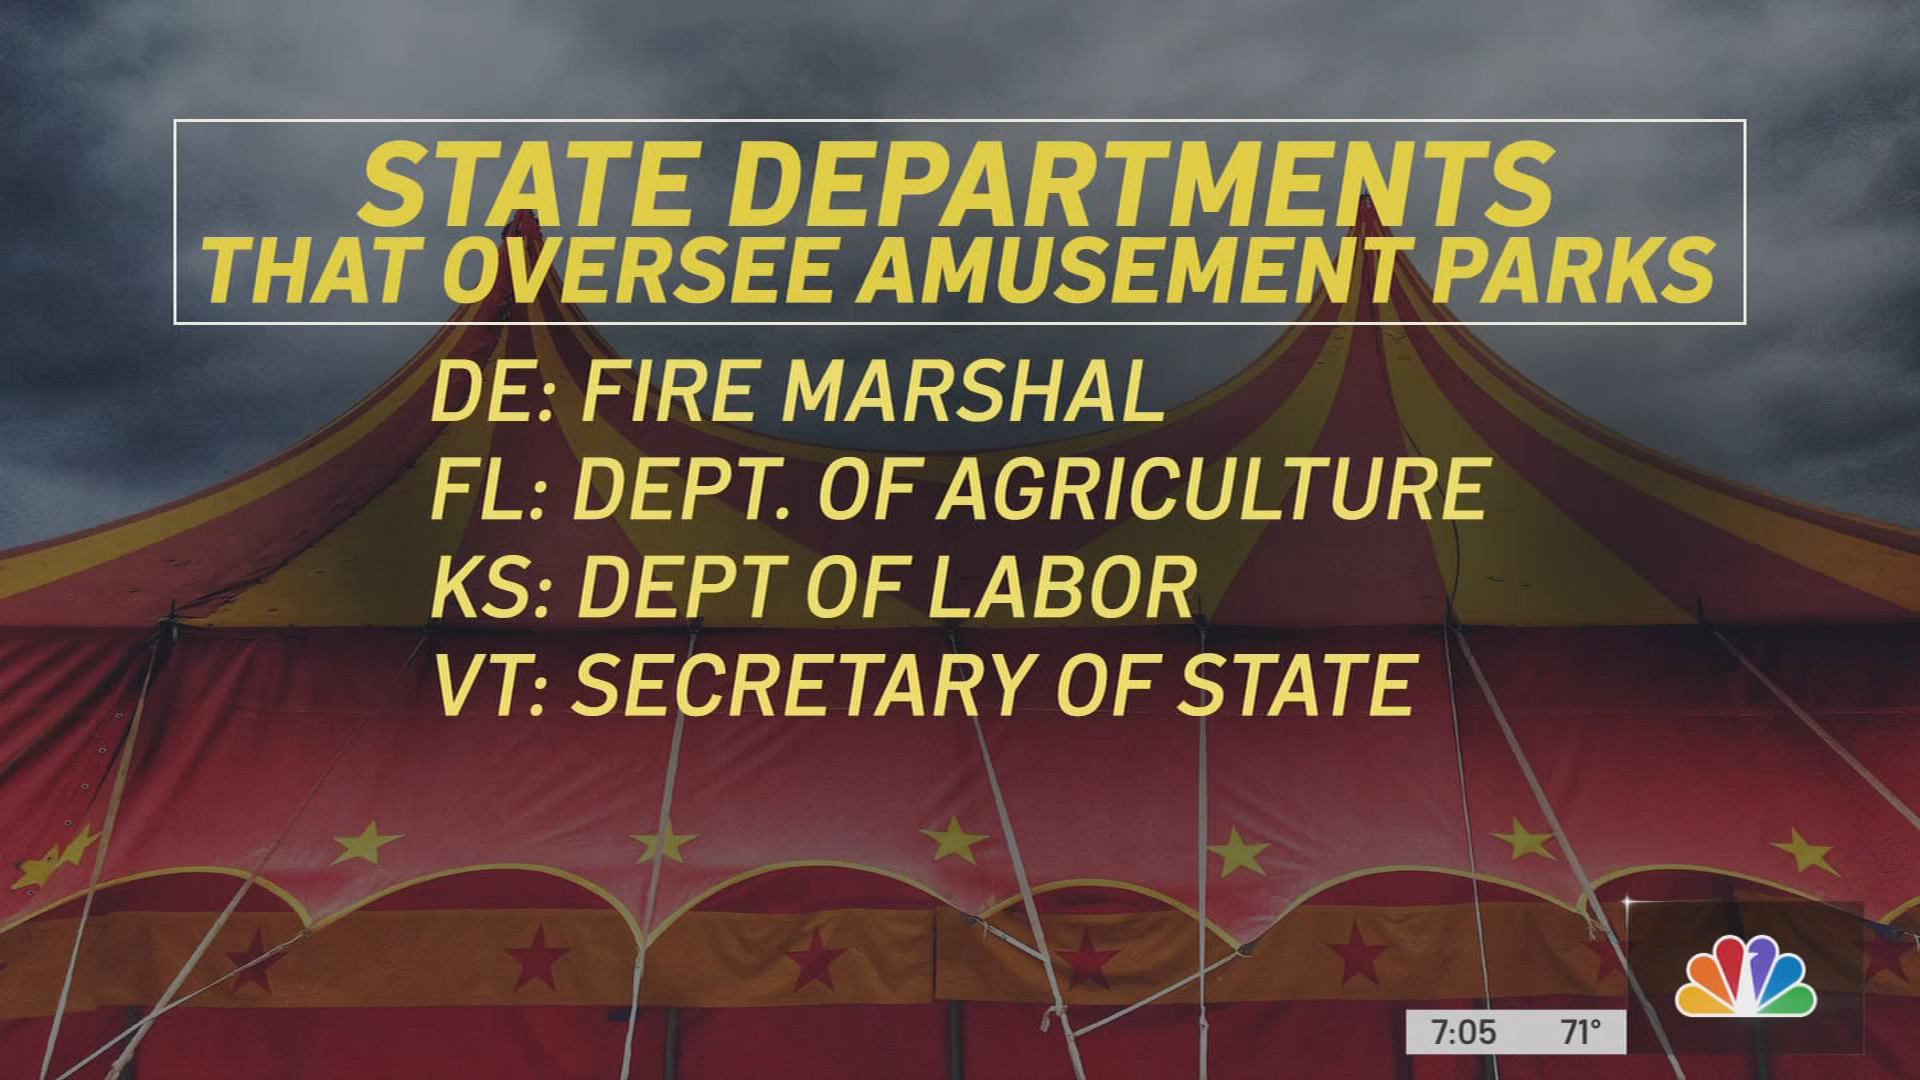 STATE DEPARTMENTS
THAT OVERSEE AMUSEMENT PARKS
DE: FIRE MARSHAL
FL: DEPT. OF AGRICULTURE
KS: DEPT OF LABOR
VT: SECRETARY OF STATE
7:05 71°